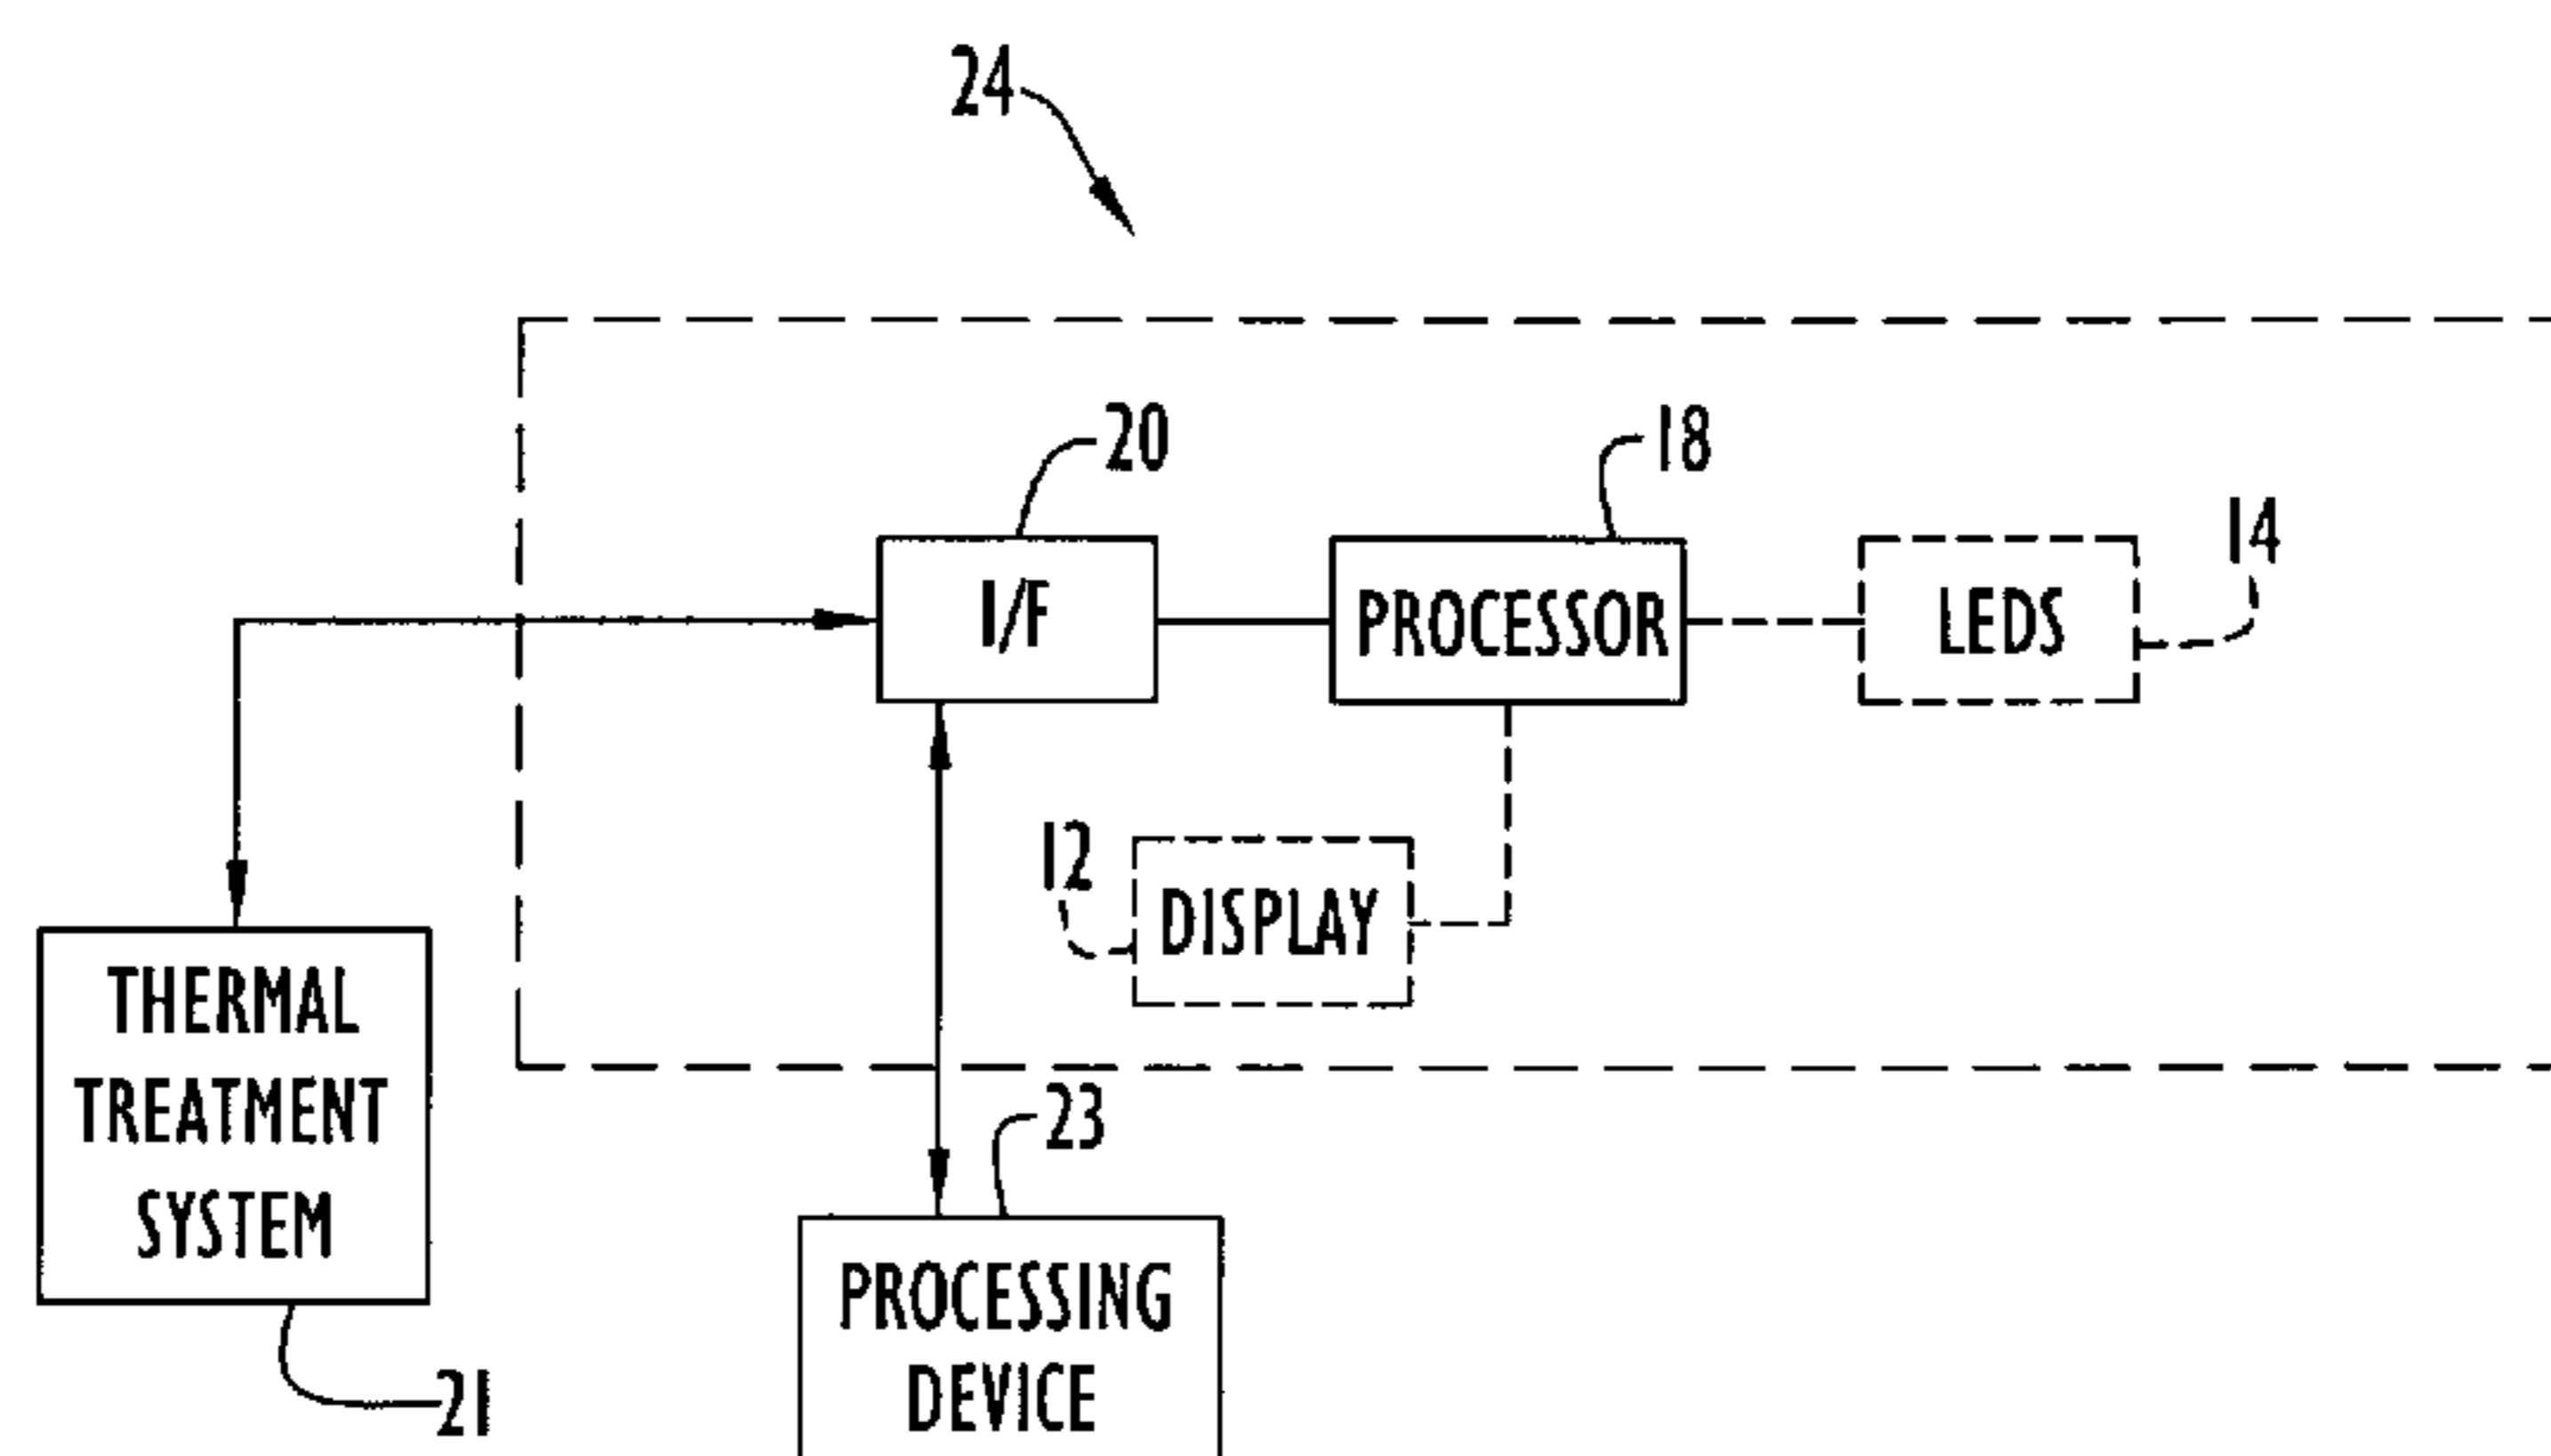 24
20
18
14
I/F
PROCESSOR
LEDS
12
DISPLAY
THERMAL
TREATMENT
SYSTEM
23
PROCESSING
DEVICE
21